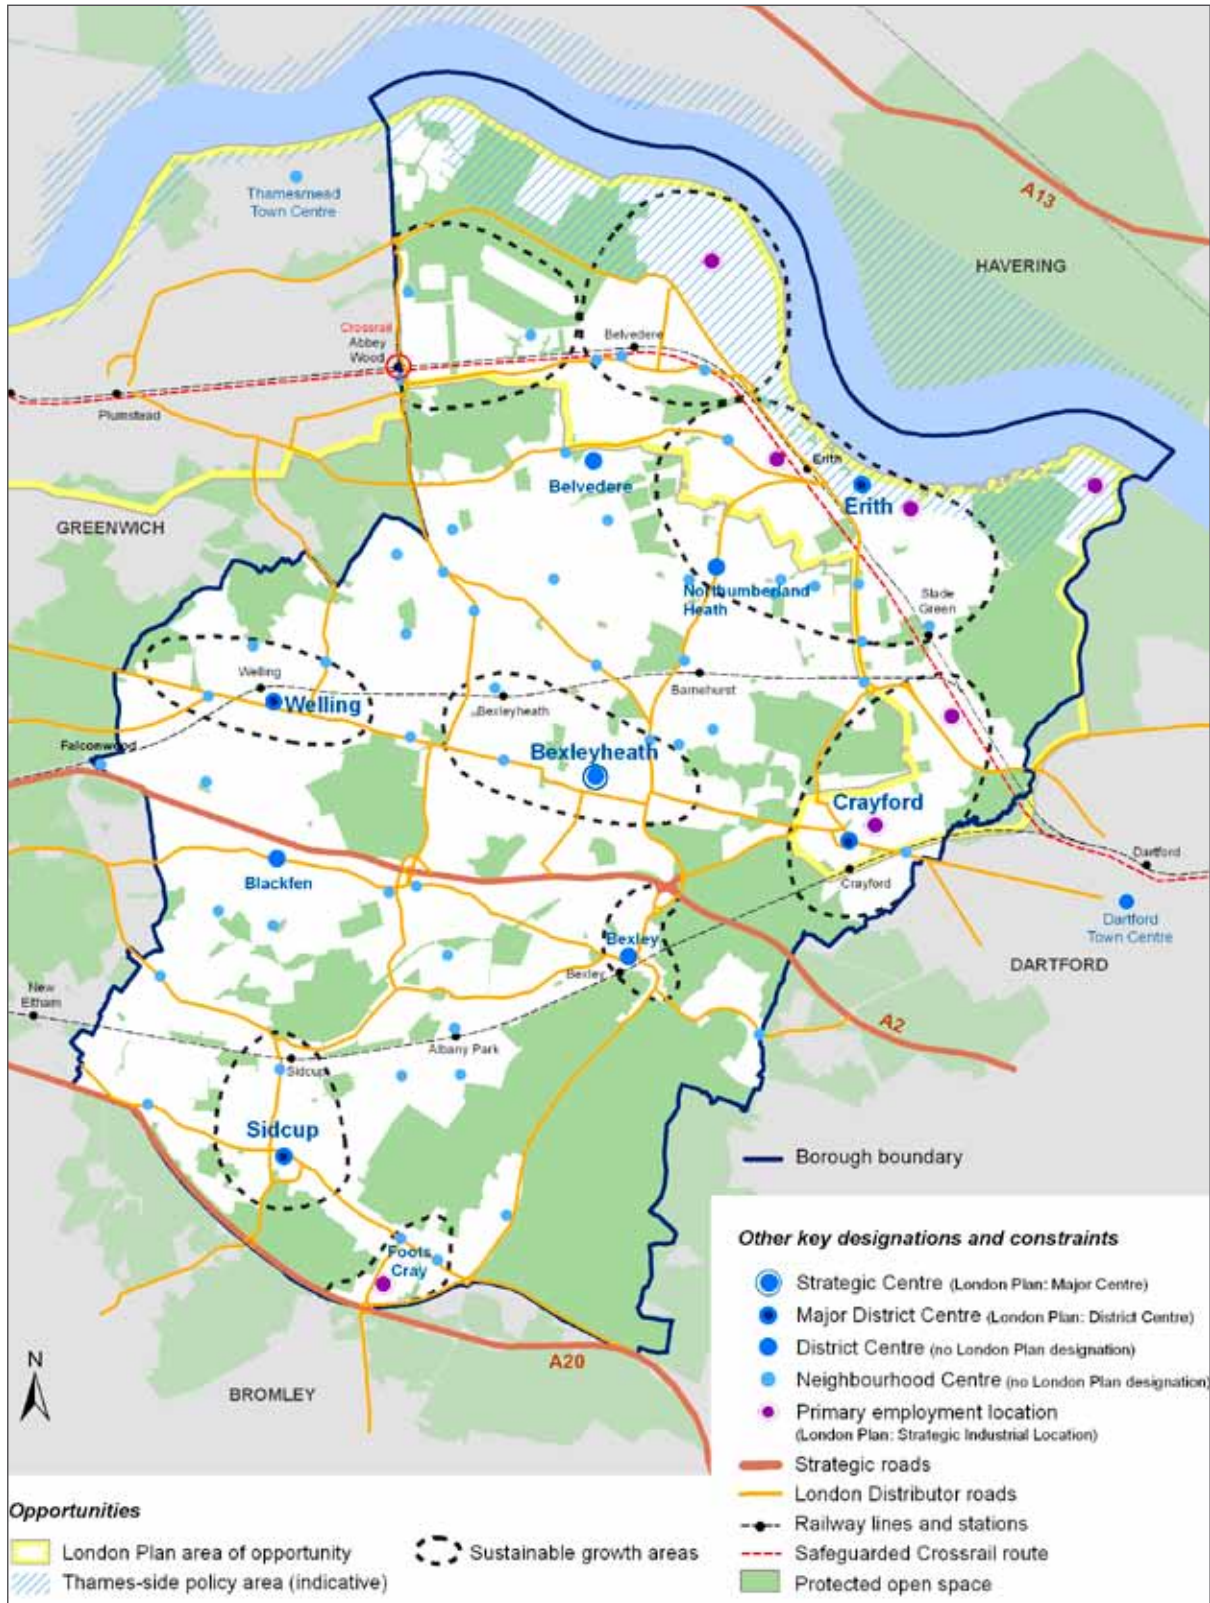 A13
Thamesmead
Town Centre
HAVERING
Crossrail
Abbey
Wood
Belvedere
Plumstead
Erith
Belvedere
Erith
GREENWICH
Northumberland
Heath
Slade
Green
Welling
Welling
Barnehurst
Bexleyheath
Falconwood
Bexleyheath
Crayford
Dartford
Blackfen
Crayford
Dartford
Town Centre
Bexley
Bexley
DARTFORD
New
Eltham
A2
Albany Park
Sidcup
Sidcup
Borough boundary
Foots
Cray
N
A20
BROMLEY
Other key designations and constraints
Strategic Centre (London Plan: Major Centre)
Major District Centre (London Plan: District Centre)
District Centre (no London Plan designation)
Neighbourhood Centre (no London Plan designation)
Primary employment location
(London Plan: Strategic Industrial Location)
Strategic roads
London Distributor roads
Railway lines and stations
Safeguarded Crossrail route
Protected open space
Opportunities
London Plan area of opportunity
Sustainable growth areas
Thames-side policy area (indicative)